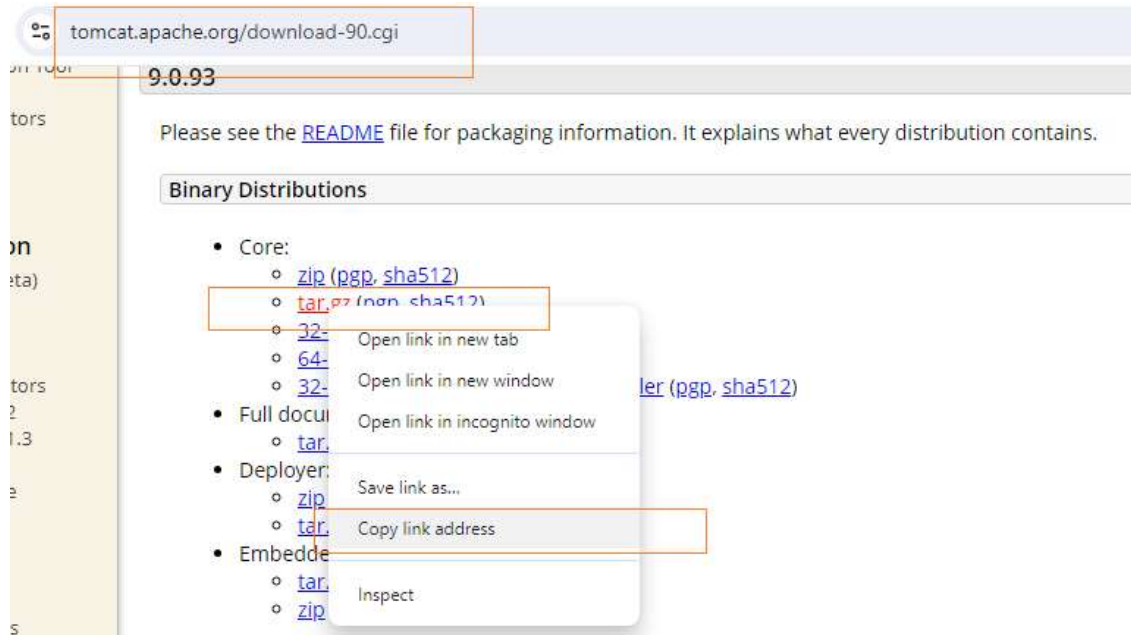 tomcat.apache.org/download-90.cgi
9.0.93
tors
Please see the README file for packaging information. It explains what every distribution contains.
Binary Distributions
Core:
zip (pgp, sha512)
tar.gz (pgp, sha512)
32-
Open link in new tab
64-
Open link in new window
32-
ler (pgp, sha512)
tors
Full docu
Open link in incognito window
1.3
tar.
Deployer:
zip
Save link as...
tar.
Copy link address
Embedde
tar.
Inspect
zip